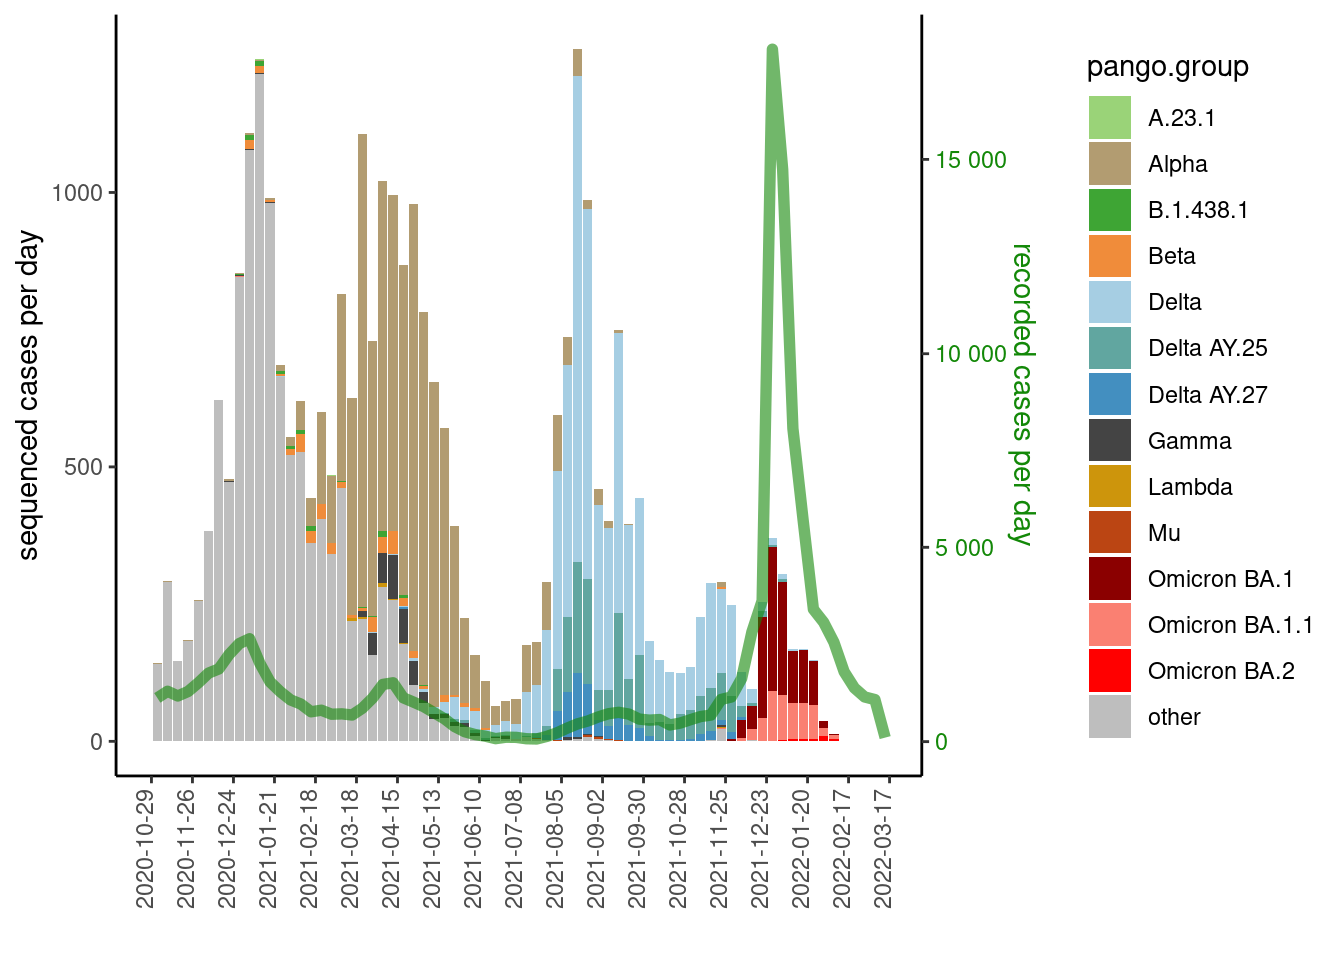 sequenced cases per day
1000
500
0
15 000
10 000
5 000
0
recorded cases per day
2020-10-29
2020-11-26
2020-12-24
2021-01-21
2021-02-18
2021-03-18
2021-04-15
2021-05-13
2021-06-10
2021-07-08
2021-08-05
2021-09-02
2021-09-30
2021-10-28
2021-11-25
2021-12-23
2022-01-20
2022-02-17
2022-03-17
pango.group
A.23.1
Alpha
B.1.438.1
Beta
Delta
Delta AY.25
Delta AY.27
Gamma
Lambda
Mu
Omicron BA.1
Omicron BA.1.1
Omicron BA.2
other